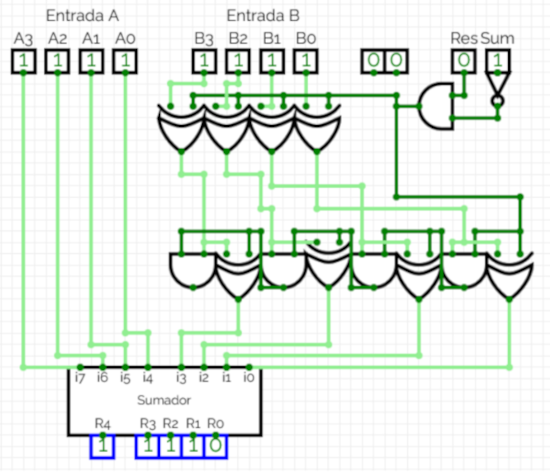 Entrada A Entrada B
A3 A2 A1 A0 B3 B2 B1 B0 Res Sum
1 1 1 1 1 1 1 1 0 0 0 1
i7 i6 i5 i4 i3 i2 i1 i0
Sumador
R4 R3 R2 R1 R0
1 1 1 1 0